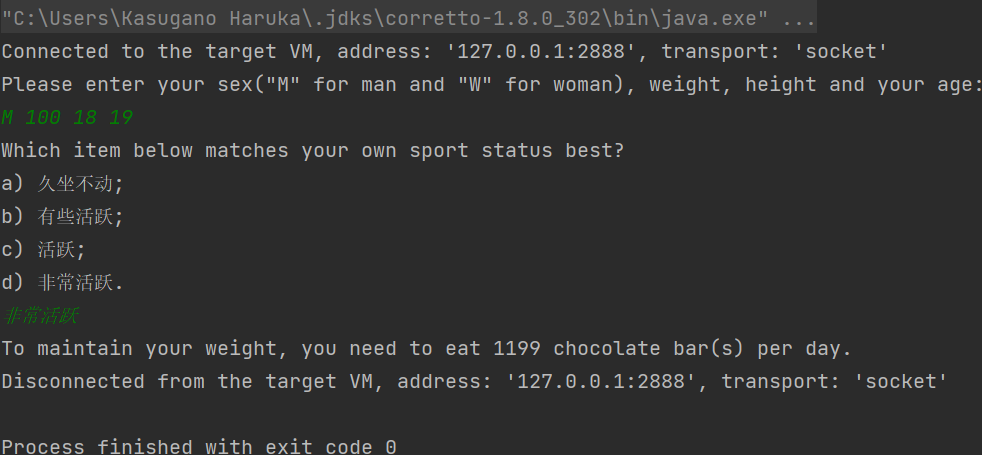 "C:\Users\Kasugano Haruka\.jdks\corretto-1.8.0_302\bin\java.exe" ...
Connected to the target VM, address: '127.0.0.1:2888', transport: 'socket'
Please enter your sex("M" for man and "W" for woman), weight, height and your age:
M 100 18 19
Which item below matches your own sport status best?
a) 久坐不动;
b) 有些活跃;
c) 活跃;
d) 非常活跃.
非常活跃
To maintain your weight, you need to eat 1199 chocolate bar(s) per day.
Disconnected from the target VM, address: '127.0.0.1:2888', transport: 'socket'
Process finished with exit code 0